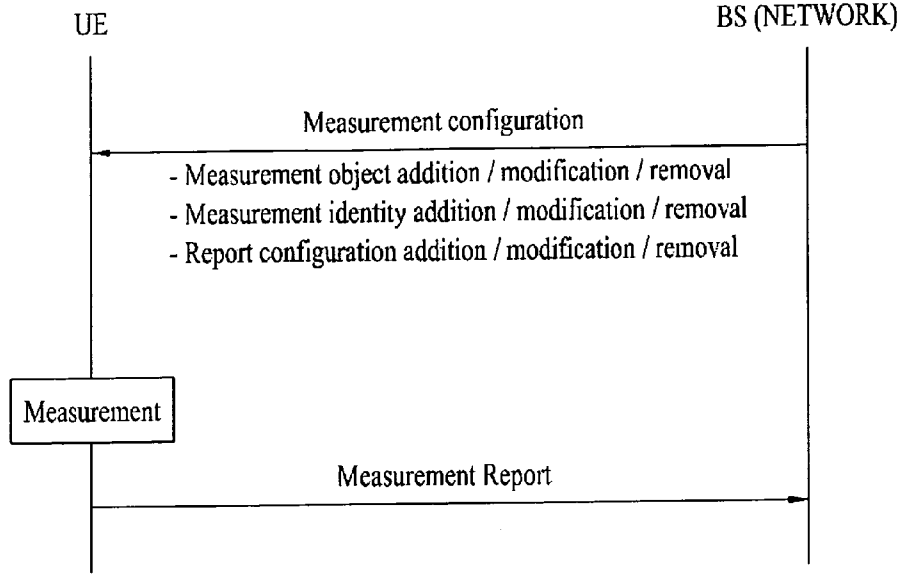 UE
BS (NETWORK)
Measurement configuration
- Measurement object addition / modification / removal
- Measurement identity addition / modification / removal
- Report configuration addition / modification / removal
Measurement
Measurement Report